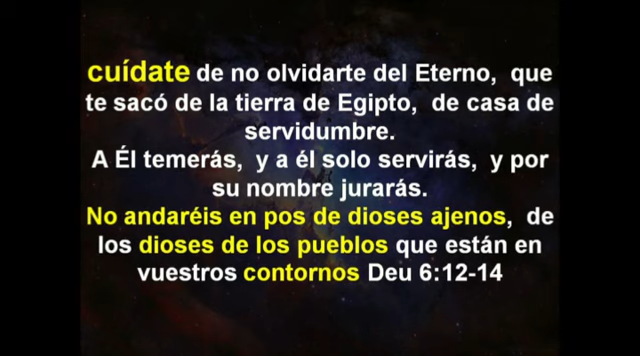 cuídate de no olvidarte del Eterno, que
te sacó de la tierra de Egipto, de casa de
servidumbre.
A Él temerás, y a él solo servirás, y por
su nombre jurarás.
No andaréis en pos de dioses ajenos, de
los dioses de los pueblos que están en
vuestros contornos Deu 6:12-14